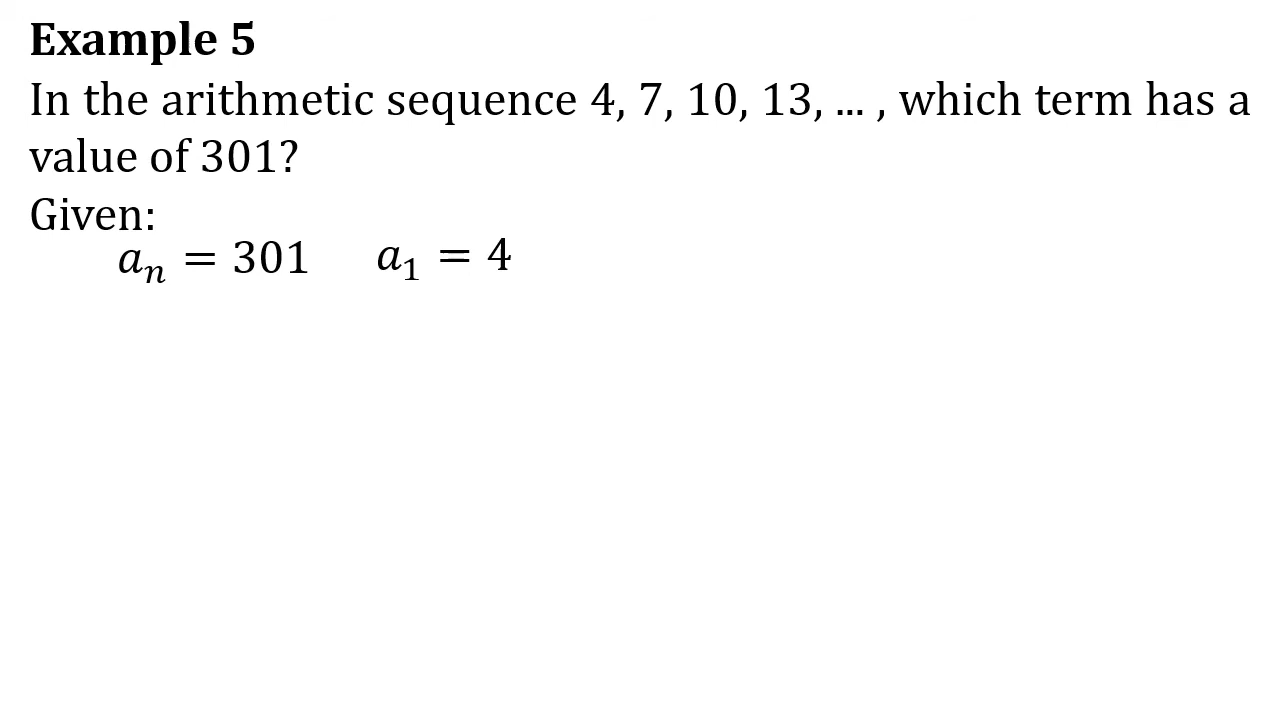 Example 5
In the arithmetic sequence 4, 7, 10, 13, ... , which term has a
value of 301?
Given:
aₙ = 301 a₁ = 4